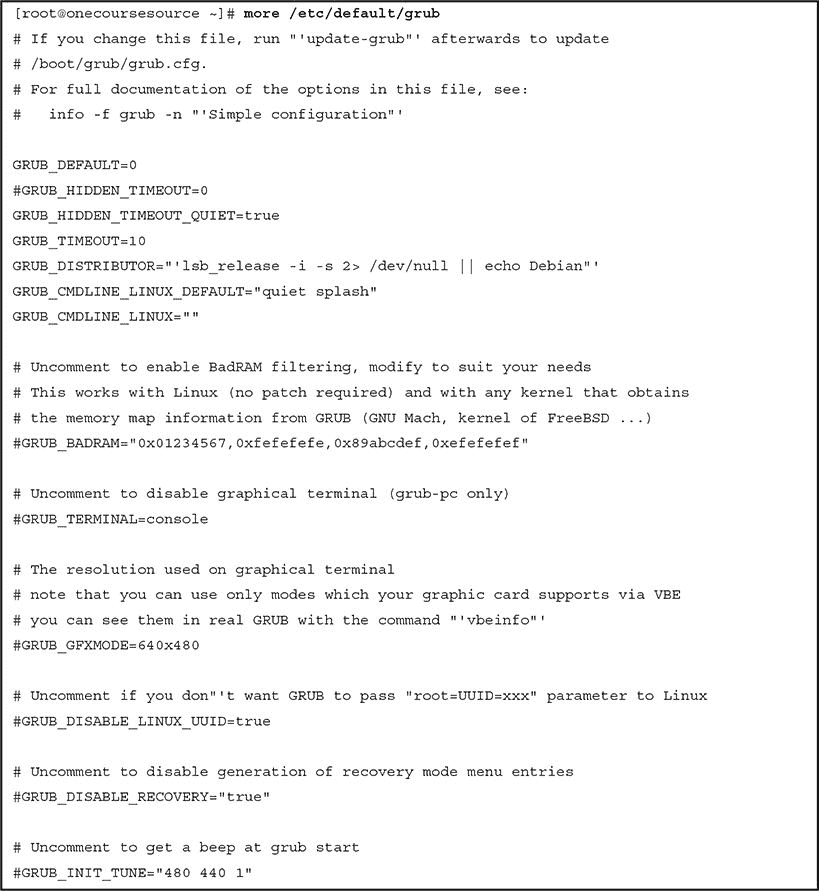 [root@onecoursesource ~]# more /etc/default/grub
# If you change this file, run "'update-grub"' afterwards to update
# /boot/grub/grub.cfg.
# For full documentation of the options in this file, see:
#   info -f grub -n "'Simple configuration"'

GRUB_DEFAULT=0
#GRUB_HIDDEN_TIMEOUT=0
GRUB_HIDDEN_TIMEOUT_QUIET=true
GRUB_TIMEOUT=10
GRUB_DISTRIBUTOR="'lsb_release -i -s 2> /dev/null || echo Debian"'
GRUB_CMDLINE_LINUX_DEFAULT="quiet splash"
GRUB_CMDLINE_LINUX=""

# Uncomment to enable BadRAM filtering, modify to suit your needs
# This works with Linux (no patch required) and with any kernel that obtains
# the memory map information from GRUB (GNU Mach, kernel of FreeBSD ...)
#GRUB_BADRAM="0x01234567,0xfefefefe,0x89abcdef,0xefefefef"

# Uncomment to disable graphical terminal (grub-pc only)
#GRUB_TERMINAL=console

# The resolution used on graphical terminal
# note that you can use only modes which your graphic card supports via VBE
# you can see them in real GRUB with the command "'vbeinfo"'
#GRUB_GFXMODE=640x480

# Uncomment if you don"'t want GRUB to pass "root=UUID=xxx" parameter to Linux
#GRUB_DISABLE_LINUX_UUID=true

# Uncomment to disable generation of recovery mode menu entries
#GRUB_DISABLE_RECOVERY="true"

# Uncomment to get a beep at grub start
#GRUB_INIT_TUNE="480 440 1"